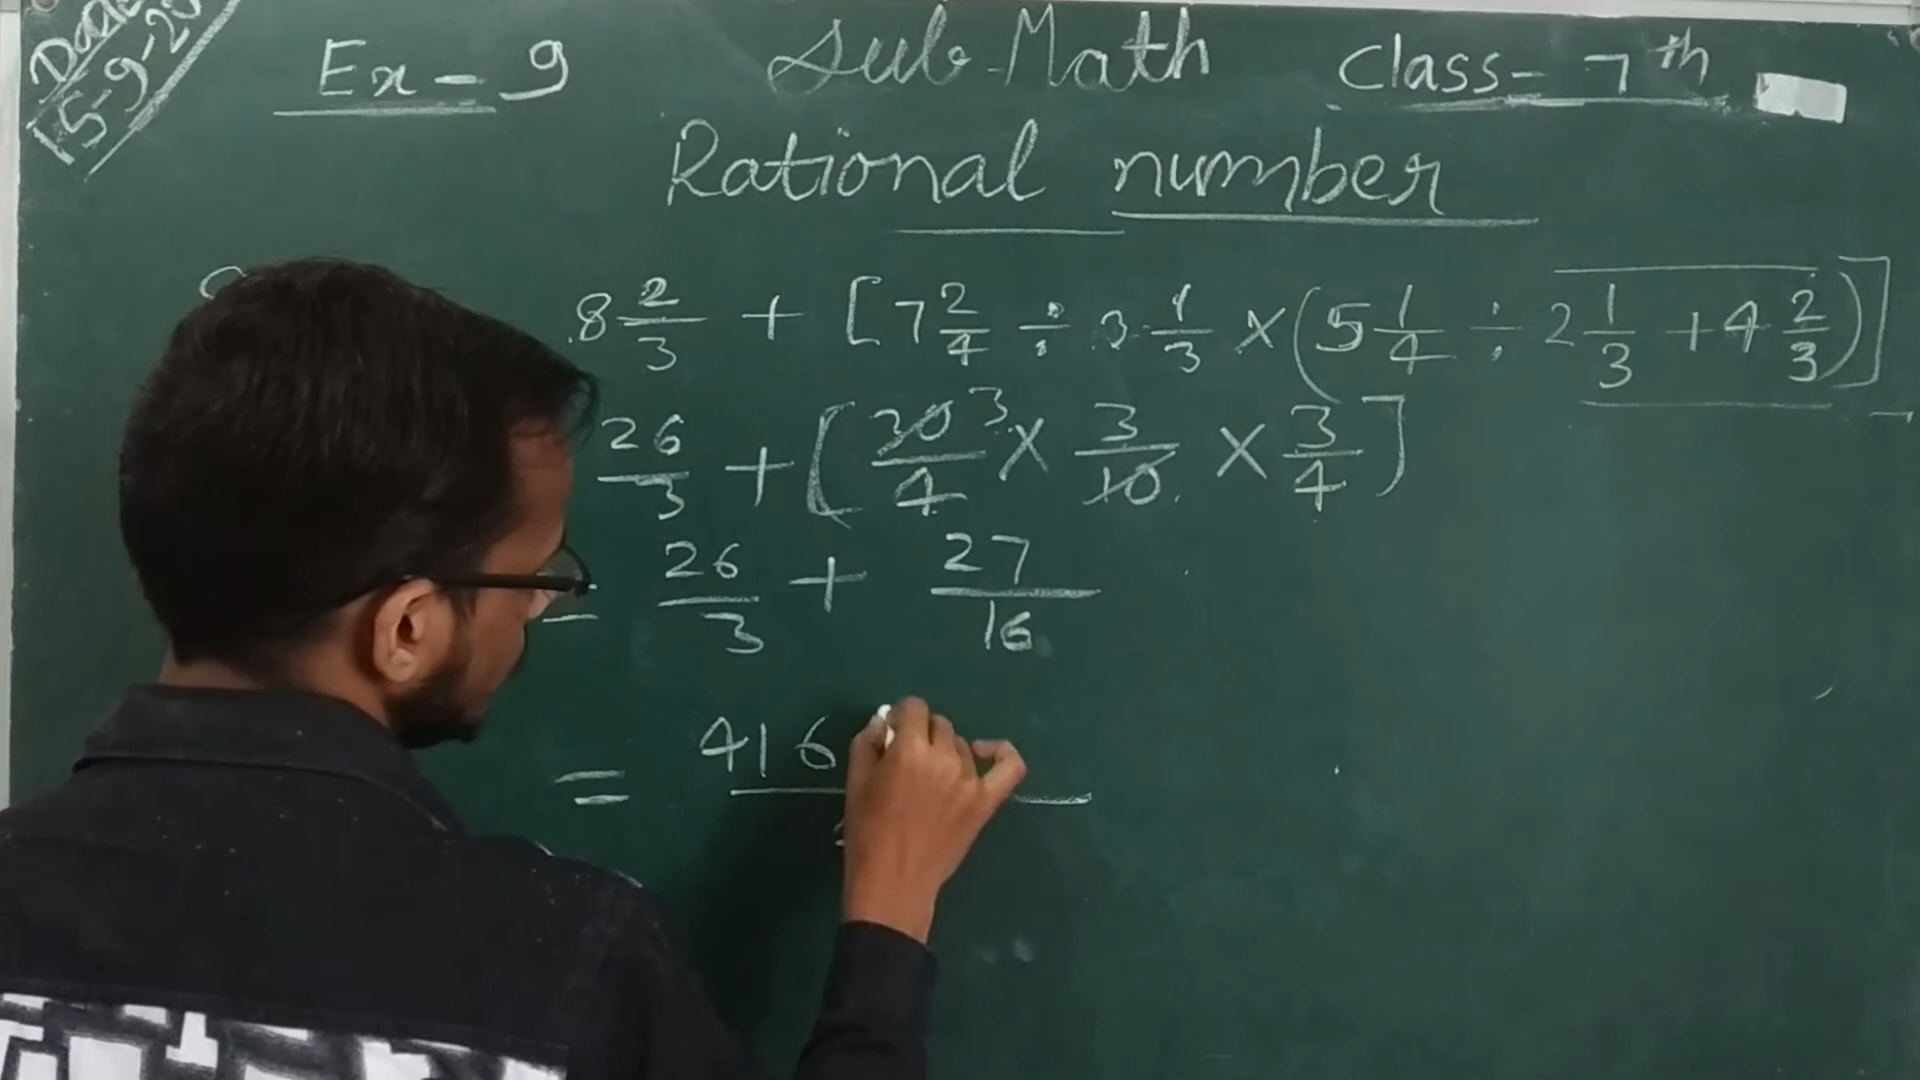 Date
15-9-20
Ex-9 Sub-Math Class-7th
Rational number
8 2/3 + [7 2/4 ÷ 3 1/3 × (5 1/4 ÷ 2 1/3 + 4 2/3)]
26/3 + [30/4 3 × 3/10 × 3/4]
= 26/3 + 27/16
= 416